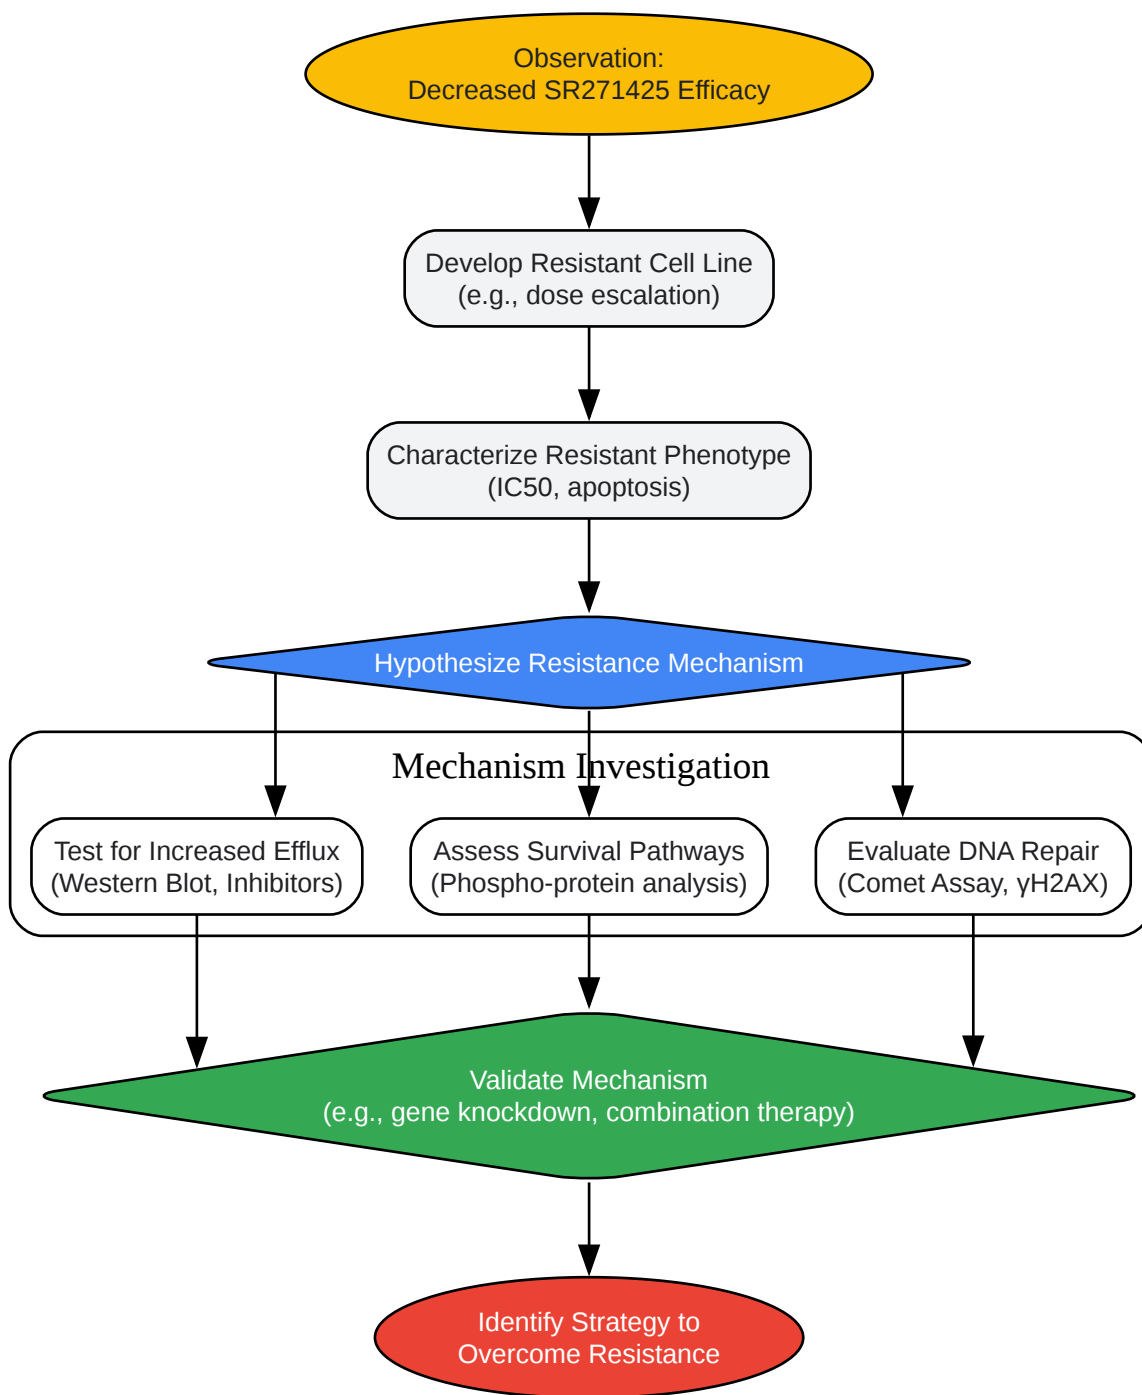 Observation:
Decreased SR271425 Efficacy
Develop Resistant Cell Line
(e.g., dose escalation)
Characterize Resistant Phenotype
(IC50, apoptosis)
Hypothesize Resistance Mechanism
Mechanism Investigation
Test for Increased Efflux
(Western Blot, Inhibitors)
Assess Survival Pathways
(Phospho-protein analysis)
Evaluate DNA Repair
(Comet Assay, γH2AX)
Validate Mechanism
(e.g., gene knockdown, combination therapy)
Identify Strategy to
Overcome Resistance